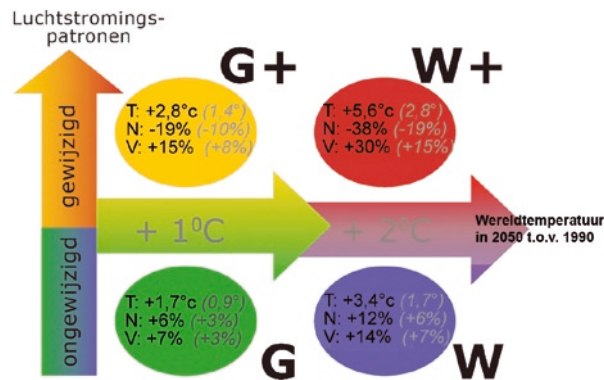 Luchtstromings-
patronen
G+
W+
T: +2,8°c (1,4°)
N: -19% (-10%)
V: +15% (+8%)
T: +5,6°c (2,8°)
N: -38% (-19%)
V: +30% (+15%)
gewijzigd
+ 1⁰C
+ 2⁰C
Wereldtemperatuur
in 2050 t.o.v. 1990
ongewijzigd
T: +1,7°c (0,9°)
N: +6% (+3%)
V: +7% (+3%)
T: +3,4°c (1,7°)
N: +12% (+6%)
V: +14% (+7%)
G
W